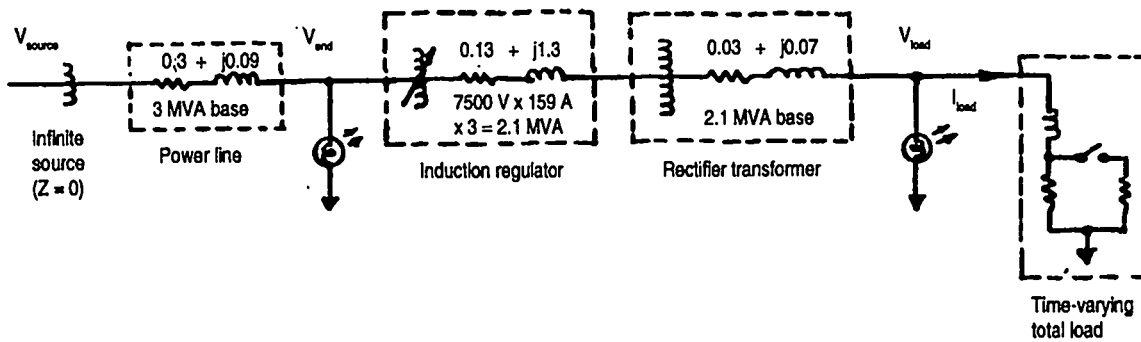 V_source
0.3 + j0.09
3 MVA base
Power line
Infinite
source
(Z = 0)
V_end
0.13 + j1.3
7500 V x 159 A
x 3 = 2.1 MVA
Induction regulator
0.03 + j0.07
2.1 MVA base
Rectifier transformer
V_load
I_load
Time-varying
total load